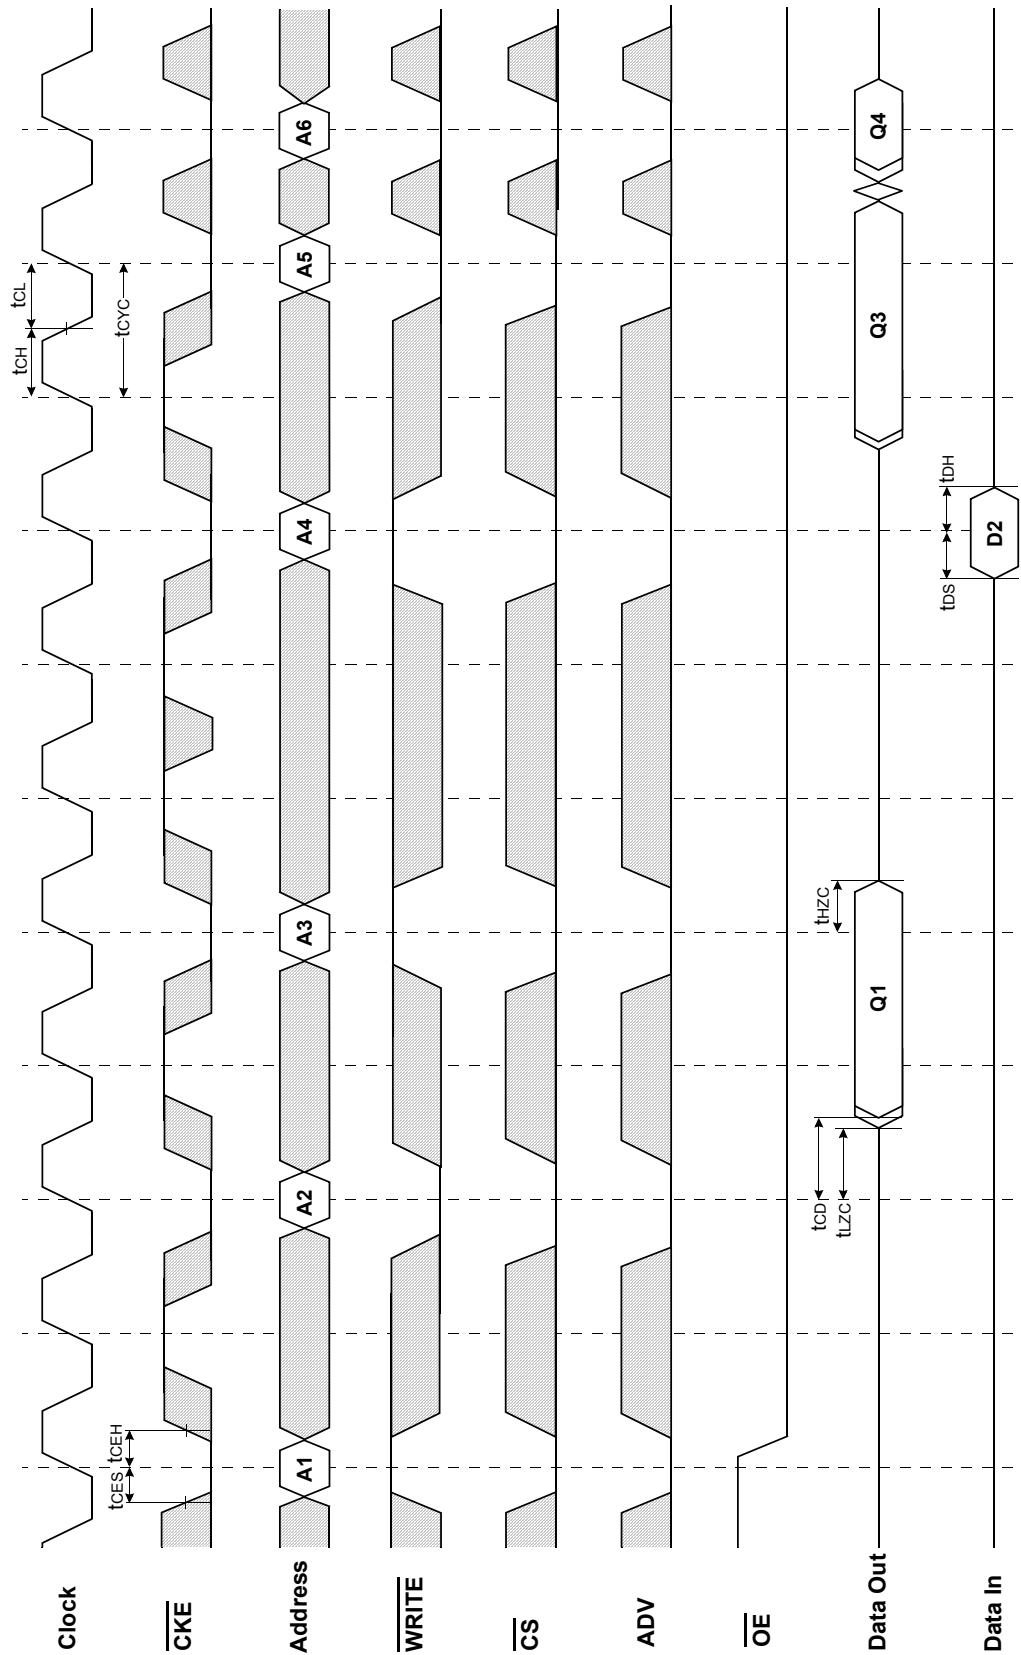 Clock
tCH
tCL
tCYC
CKE
tCES
tCEH
Address
A1
A2
A3
A4
A5
A6
WRITE
CS
ADV
OE
Data Out
tCD
tLZC
Q1
tHZC
Q3
Q4
Data In
tDS
tDH
D2